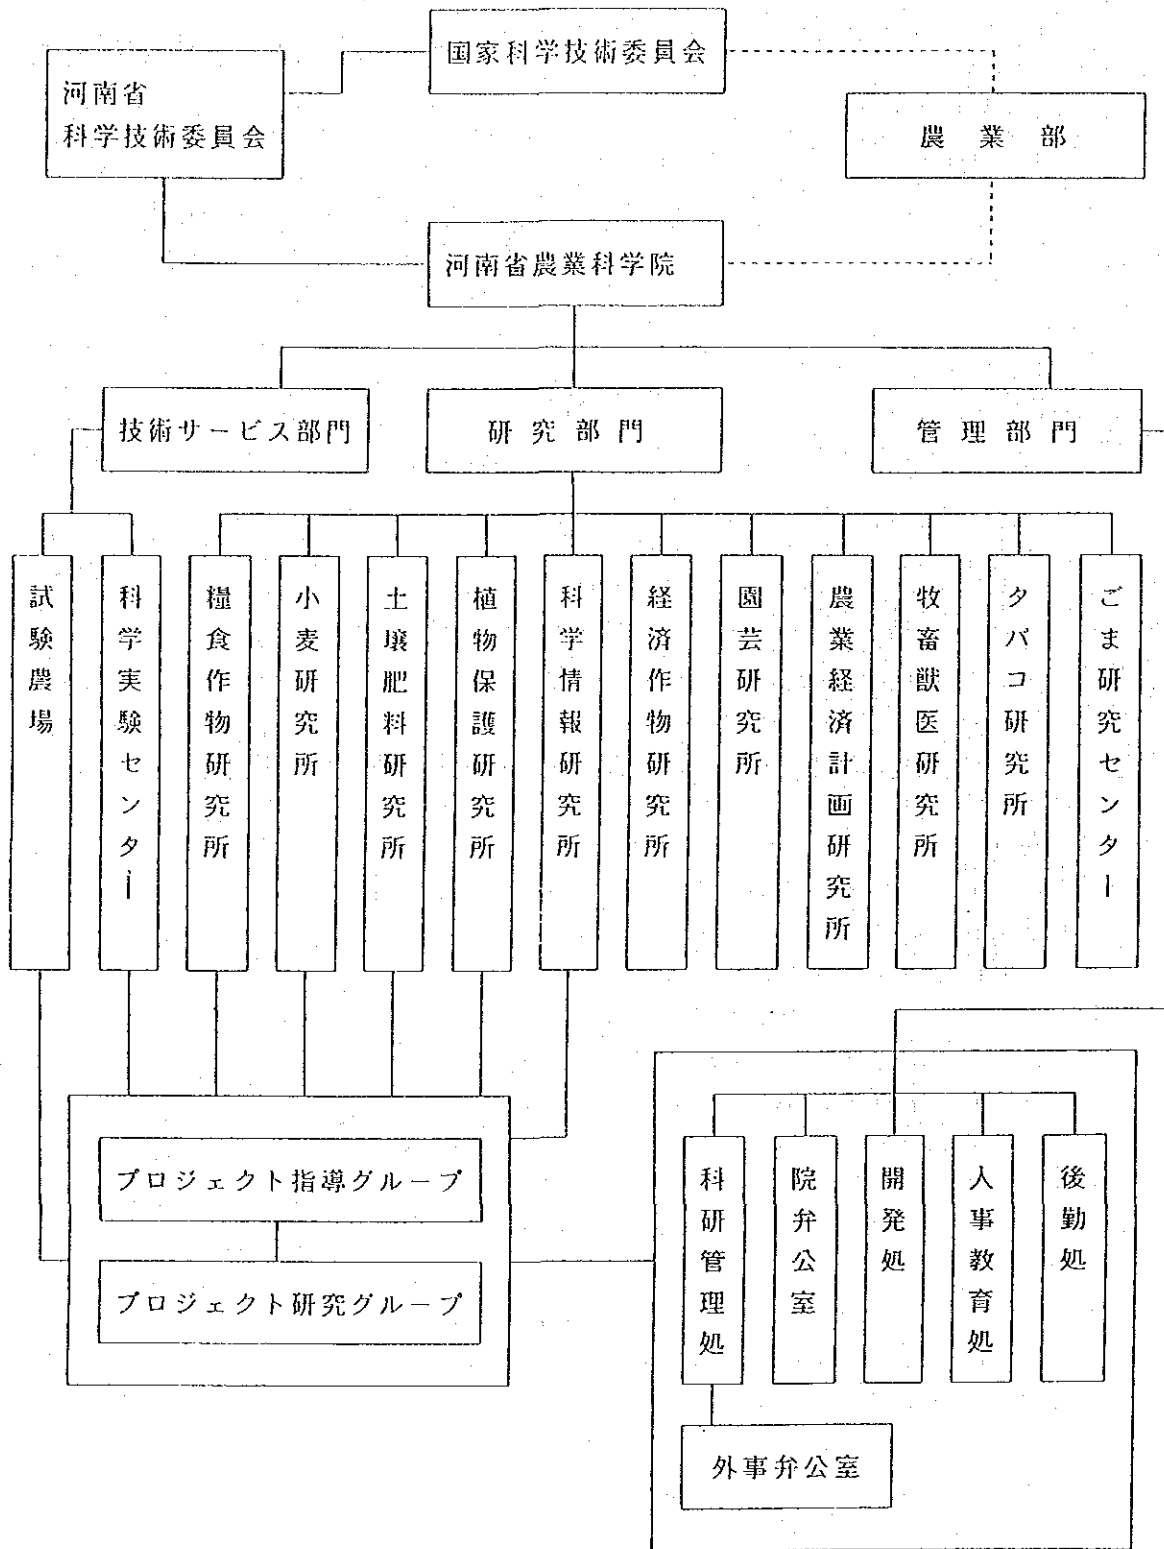 国家科学技術委員会
河南省
科学技術委員会
農業部
河南省農業科学院
技術サービス部門
研究部門
管理部門
試験農場
科学実験センター
糧食作物研究所
小麦研究所
土壌肥料研究所
植物保護研究所
科学情報研究所
経済作物研究所
園芸研究所
農業経済計画研究所
牧畜獣医研究所
タバコ研究所
ごま研究センター
プロジェクト指導グループ
プロジェクト研究グループ
科研管理処
院弁公室
開発処
人事教育処
後勤処
外事弁公室